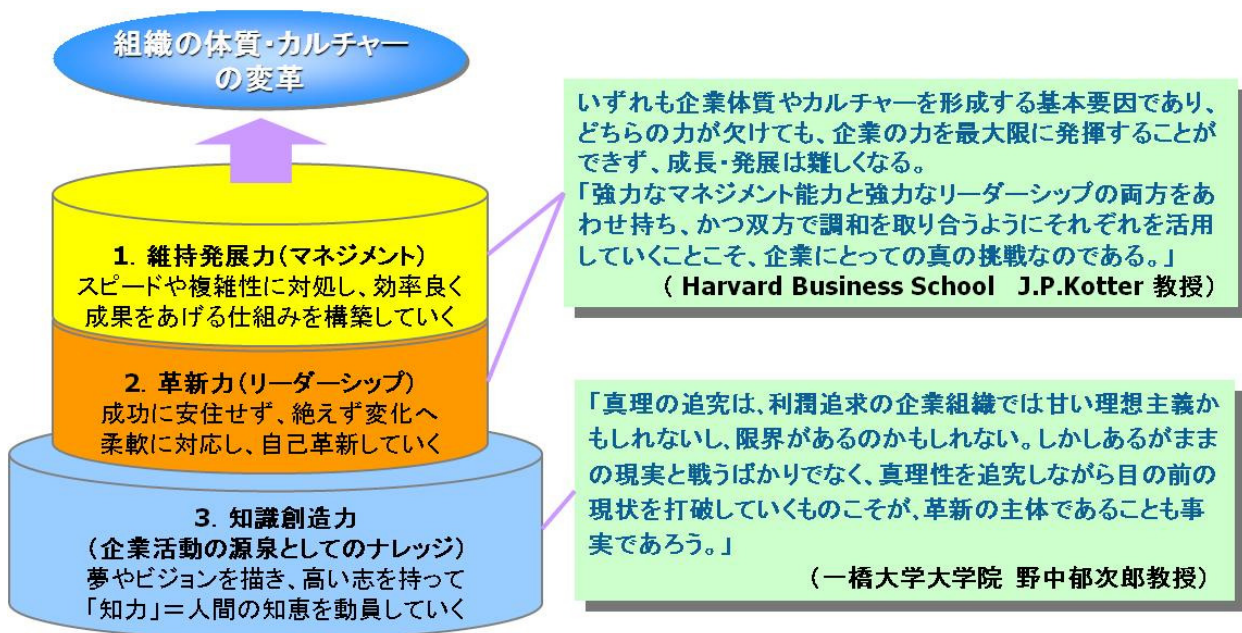 組織の体質・カルチャー
の変革
1. 維持発展力(マネジメント)
スピードや複雑性に対処し、効率良く
成果をあげる仕組みを構築していく
2. 革新力(リーダーシップ)
成功に安住せず、絶えず変化へ
柔軟に対応し、自己革新していく
3. 知識創造力
(企業活動の源泉としてのナレッジ)
夢やビジョンを描き、高い志を持って
「知力」=人間の知恵を動員していく
いずれも企業体質やカルチャーを形成する基本要因であり、
どちらの力が欠けても、企業の力を最大限に発揮することが
できず、成長・発展は難しくなる。
「強力なマネジメント能力と強力なリーダーシップの両方をあ
わせ持ち、かつ双方で調和を取り合うようにそれぞれを活用
していくことこそ、企業にとっての真の挑戦なのである。」
( Harvard Business School J.P.Kotter 教授)
「真理の追究は、利潤追求の企業組織では甘い理想主義か
もしれないし、限界があるのかもしれない。しかしあるがまま
の現実と戦うばかりでなく、真理性を追究しながら目の前の
現状を打破していくものこそが、革新の主体であることも事
実であろう。」
(一橋大学大学院 野中郁次郎教授)